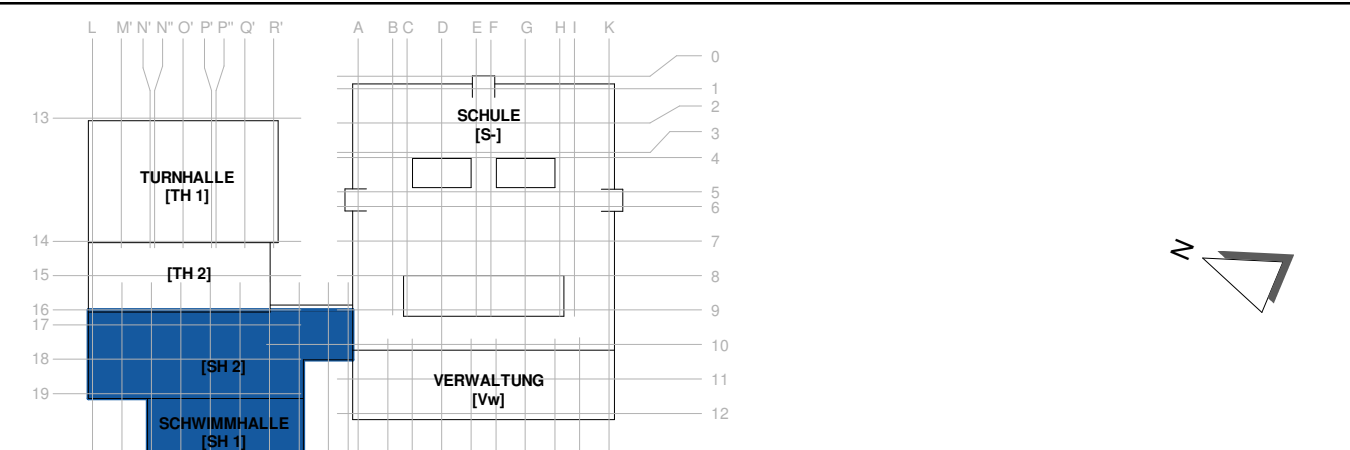 L M' N' N" O' P' P" Q' R' A B C D E F G H I K
0
1
SCHULE
[S-]
2
13
3
4
TURNHALLE
[TH 1]
5
6
14
7
[TH 2]
15
8
16
9
17
10
18
[SH 2]
VERWALTUNG
[Vw]
11
19
12
SCHWIMMHALLE
[SH 1]
N